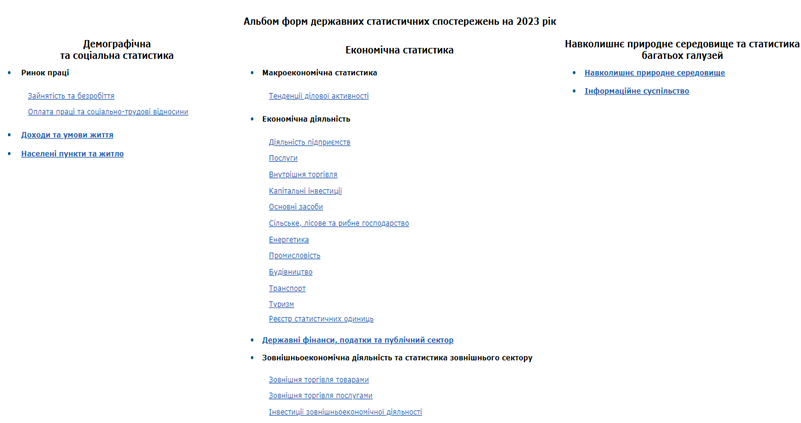 Альбом форм державних статистичних спостережень на 2023 рік
Демографічна
та соціальна статистика
Ринок праці
Зайнятість та безробіття
Оплата праці та соціально-трудові відносини
Доходи та умови життя
Населені пункти та житло
Економічна статистика
Макроекономічна статистика
Тенденції ділової активності
Економічна діяльність
Діяльність підприємств
Послуги
Внутрішня торгівля
Капітальні інвестиції
Основні засоби
Сільське, лісове та рибне господарство
Енергетика
Промисловість
Будівництво
Транспорт
Туризм
Реєстр статистичних одиниць
Державні фінанси, податки та публічний сектор
Зовнішньоекономічна діяльність та статистика зовнішнього сектору
Зовнішня торгівля товарами
Зовнішня торгівля послугами
Інвестиції зовнішньоекономічної діяльності
Навколишнє природне середовище та статистика
багатьох галузей
Навколишнє природне середовище
Інформаційне суспільство